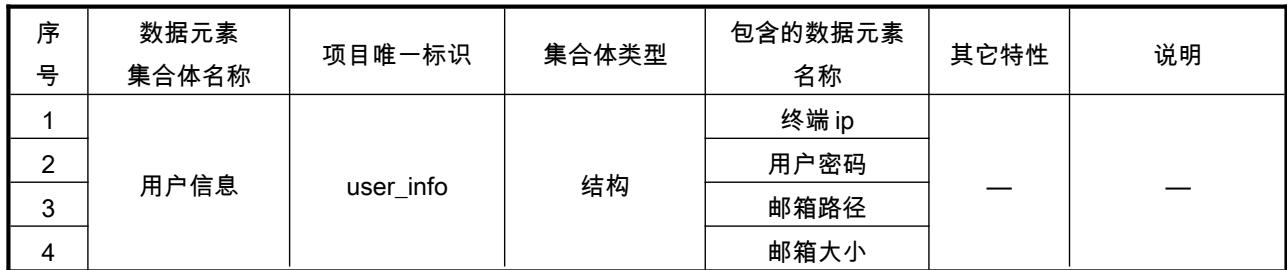 序号 数据元素集合体名称 项目唯一标识 集合体类型 包含的数据元素名称 其它特性 说明
1 用户信息 user_info 结构 终端 ip — —
2 用户密码
3 邮箱路径
4 邮箱大小